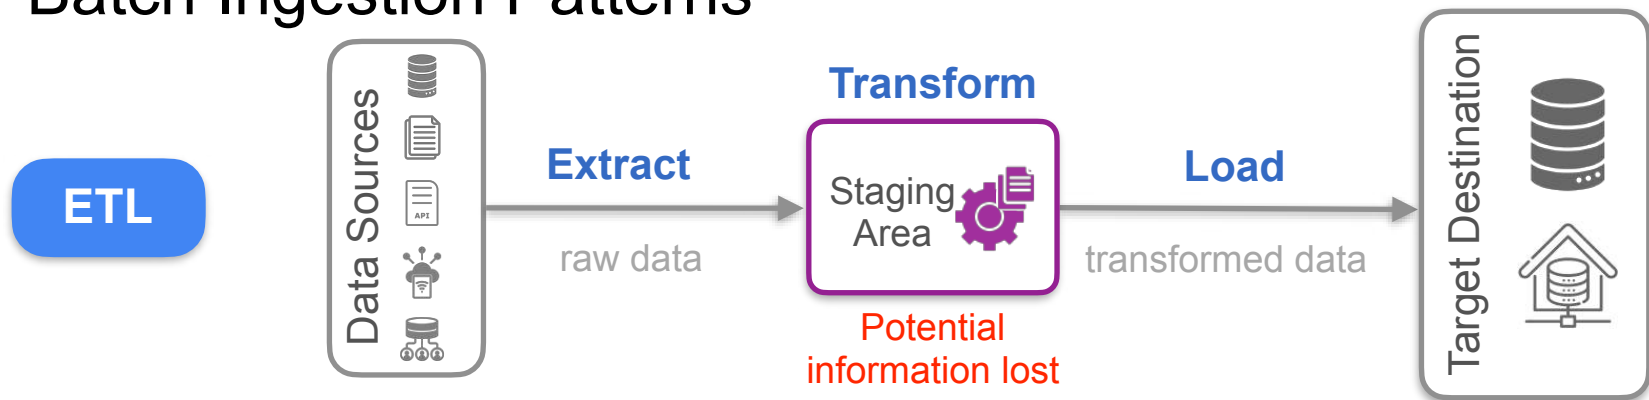 Batch Ingestion Patterns
ETL
Data Sources
API
Extract
raw data
Transform
Staging
Area
Potential
information lost
Load
transformed data
Target Destination